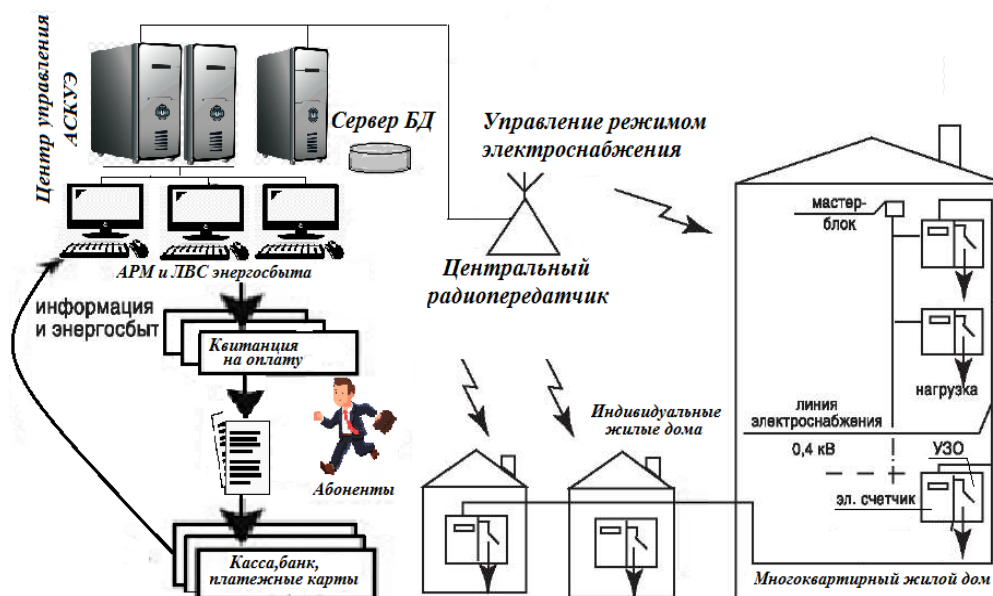 Центр управления
АСКУЭ
Сервер БД
Управление режимом
электроснабжения
мастер-
блок
АРМ и ЛВС энергосбыта
Центральный
радиопередатчик
информация
и энергосбыт
Квитанция
на оплату
нагрузка
Индивидуальные
жилые дома
линия
электроснабжения
0,4 кВ
УЗО
Абоненты
эл. счетчик
Касса,банк,
платежные карты
Многоквартирный жилой дом